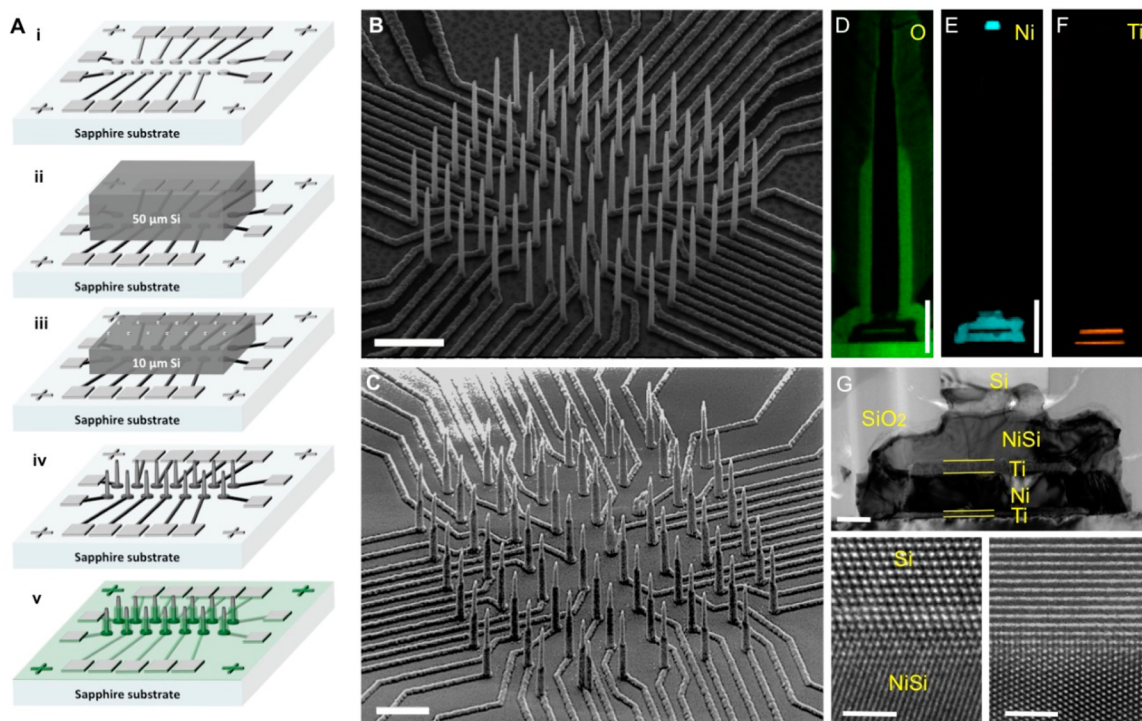 A
i
Sapphire substrate
ii
50 µm Si
Sapphire substrate
iii
10 µm Si
Sapphire substrate
iv
Sapphire substrate
v
Sapphire substrate
B
C
D
O
E
Ni
F
Ti
G
Si
SiO2
NiSi
Ti
Ni
Ti
Si
NiSi